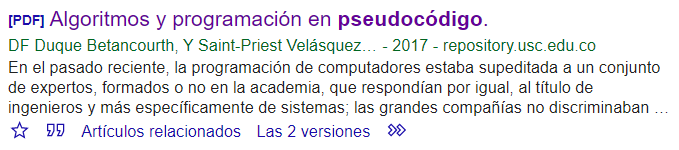 [PDF] Algoritmos y programación en pseudocódigo.
DF Duque Betancourth, Y Saint-Priest Velásquez… - 2017 - repository.usc.edu.co
En el pasado reciente, la programación de computadores estaba supeditada a un conjunto
de expertos, formados o no en la academia, que respondían por igual, al título de
ingenieros y más específicamente de sistemas; las grandes compañías no discriminaban …
Artículos relacionados Las 2 versiones